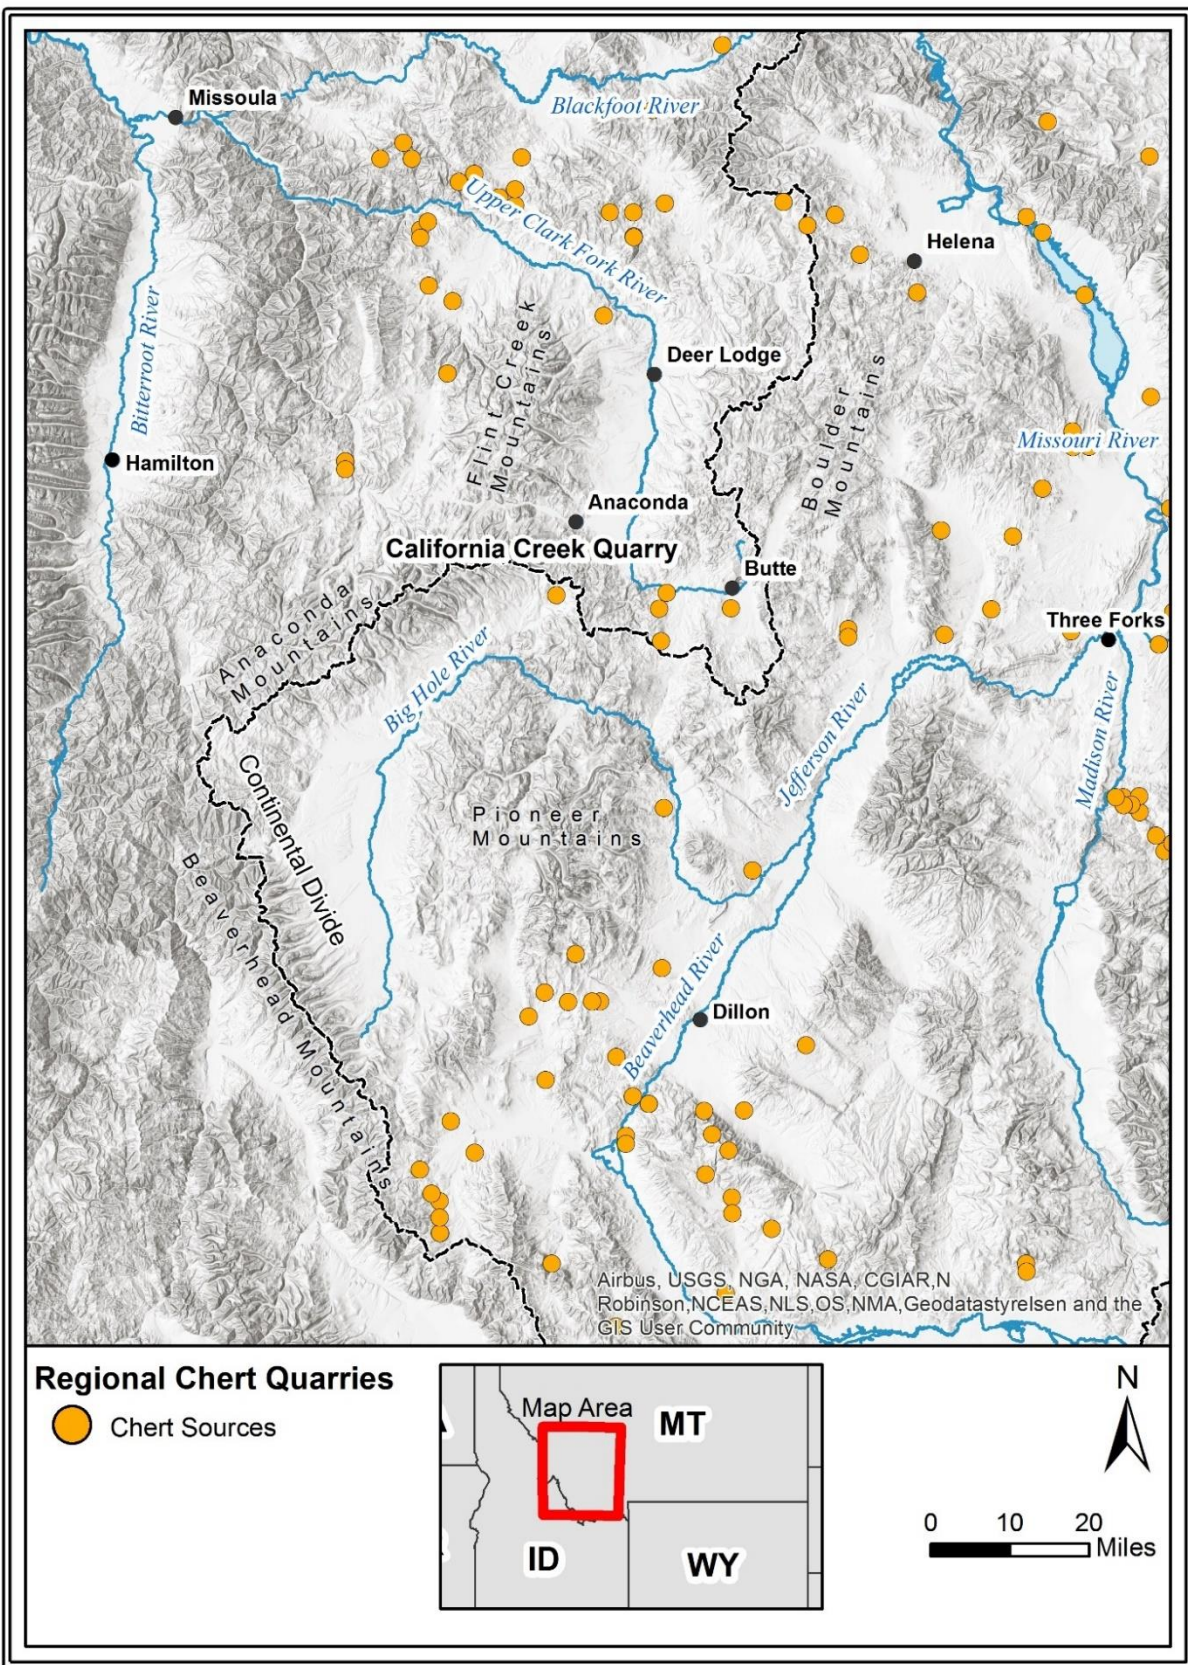 Missoula
Blackfoot River
Upper Clark Fork River
Helena
Bitterroot River
Flint Creek
Mountains
Deer Lodge
Boulder
Mountains
Missouri River
Hamilton
Anaconda
California Creek Quarry
Butte
Anaconda
Mountains
Three Forks
Big Hole River
Jefferson River
Madison River
Continental Divide
Pioneer
Mountains
Beaverhead Mountains
Beaverhead River
Dillon
Airbus, USGS, NGA, NASA, CGIAR,N
Robinson,NCEAS,NLS,OS,NMA,Geodatastyrelsen and the
GIS User Community
Regional Chert Quarries
Chert Sources
Map Area
MT
ID
WY
N
0 10 20
Miles